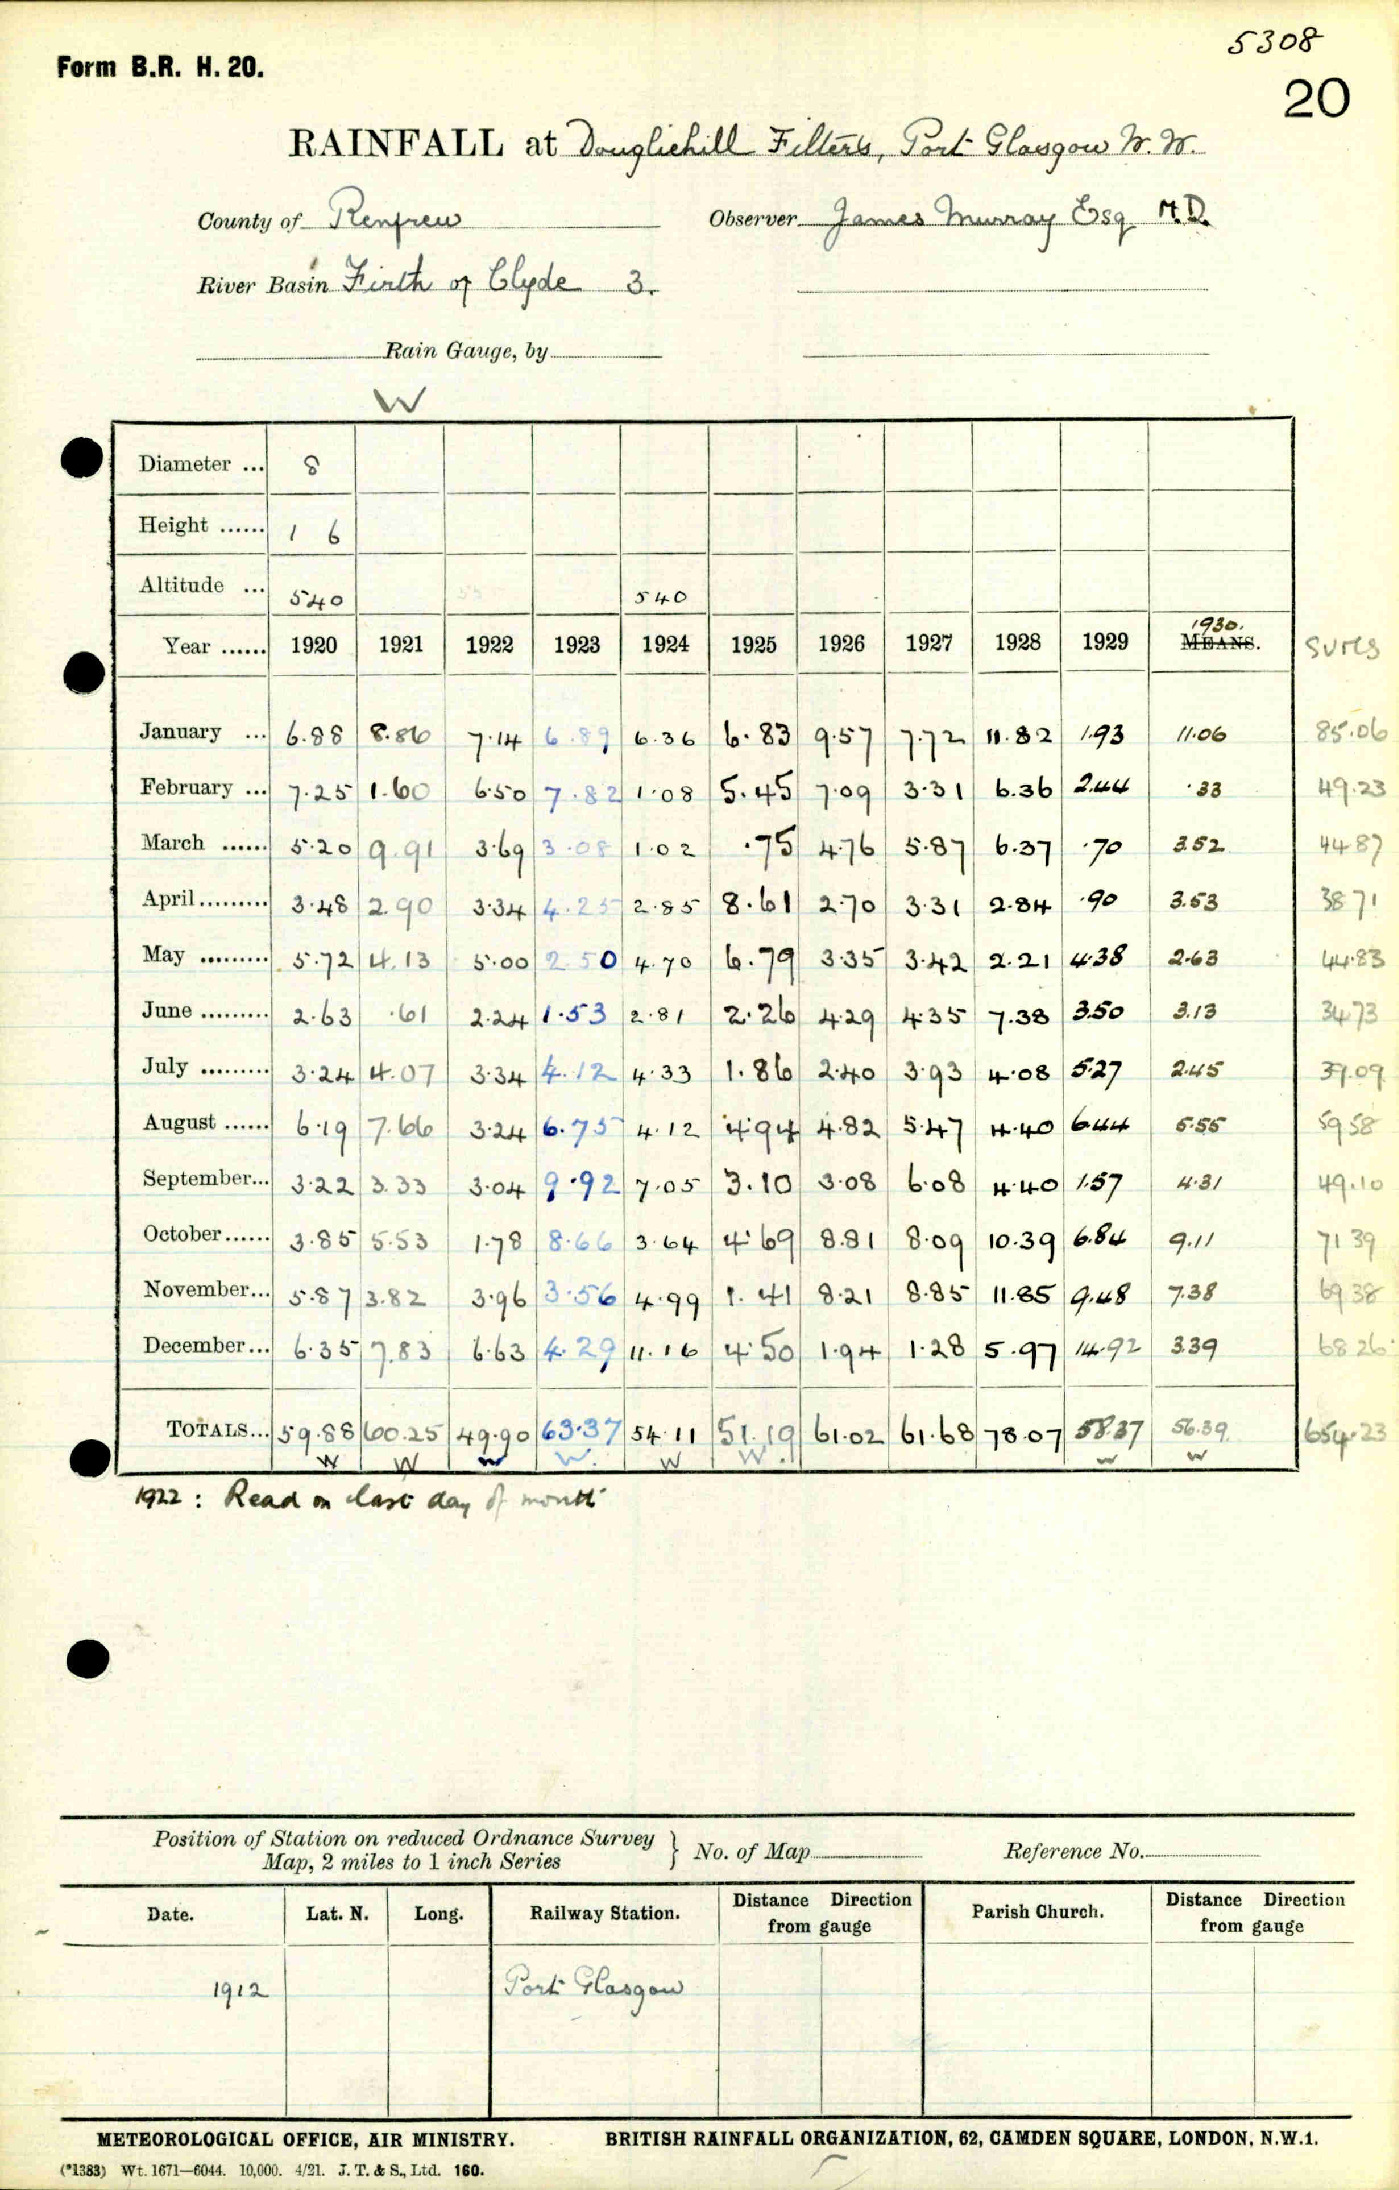 5308
Form B.R. H. 20.
20
RAINFALL at Dougliehill Filters, Port Glasgow W.W.
County of Renfrew Observer James Murray Esq M.D.
River Basin Firth of Clyde 3.
Rain Gauge, by
W
Diameter ... 8
Height ...... 1 6
Altitude ... 540 540
Year ...... 1920 1921 1922 1923 1924 1925 1926 1927 1928 1929 MEANS. 1930. SUMS
January ... 6.88 8.86 7.14 6.89 6.36 6.83 9.57 7.72 11.82 1.93 11.06 85.06
February ... 7.25 1.60 6.50 7.82 1.08 5.45 7.09 3.31 6.36 2.44 .33 49.23
March ...... 5.20 9.91 3.69 3.08 1.02 .75 4.76 5.87 6.37 .70 3.52 44.87
April ......... 3.48 2.90 3.34 4.25 2.85 8.61 2.70 3.31 2.84 .90 3.53 38.71
May ......... 5.72 4.13 5.00 2.50 4.70 6.79 3.35 3.42 2.21 4.38 2.63 44.83
June ......... 2.63 .61 2.24 1.53 2.81 2.26 4.29 4.35 7.38 3.50 3.13 34.73
July ......... 3.24 4.07 3.34 4.12 4.33 1.86 2.40 3.93 4.08 5.27 2.45 39.09
August ...... 6.19 7.66 3.24 6.75 4.12 4.94 4.82 5.47 4.40 6.44 5.55 59.58
September... 3.22 3.33 3.04 9.92 7.05 3.10 3.08 6.08 4.40 1.57 4.31 49.10
October...... 3.85 5.53 1.78 8.66 3.64 4.69 8.81 8.09 10.39 6.84 9.11 71.39
November... 5.87 3.82 3.96 3.56 4.99 1.41 8.21 8.85 11.85 9.48 7.38 69.38
December... 6.35 7.83 6.63 4.29 11.16 4.50 1.94 1.28 5.97 14.92 3.39 68.26
TOTALS... 59.88 60.25 49.90 63.37 54.11 51.19 61.02 61.68 78.07 58.37 56.39 654.23
W W W W. W W. W W
1922 : Read on last day of month
Position of Station on reduced Ordnance Survey
Map, 2 miles to 1 inch Series } No. of Map Reference No.
Date. Lat. N. Long. Railway Station. Distance Direction from gauge Parish Church. Distance Direction from gauge
1912 Port Glasgow
METEOROLOGICAL OFFICE, AIR MINISTRY. BRITISH RAINFALL ORGANIZATION, 62, CAMDEN SQUARE, LONDON, N.W.1.
(*1383) Wt. 1671—6044. 10,000. 4/21. J. T. & S., Ltd. 160.